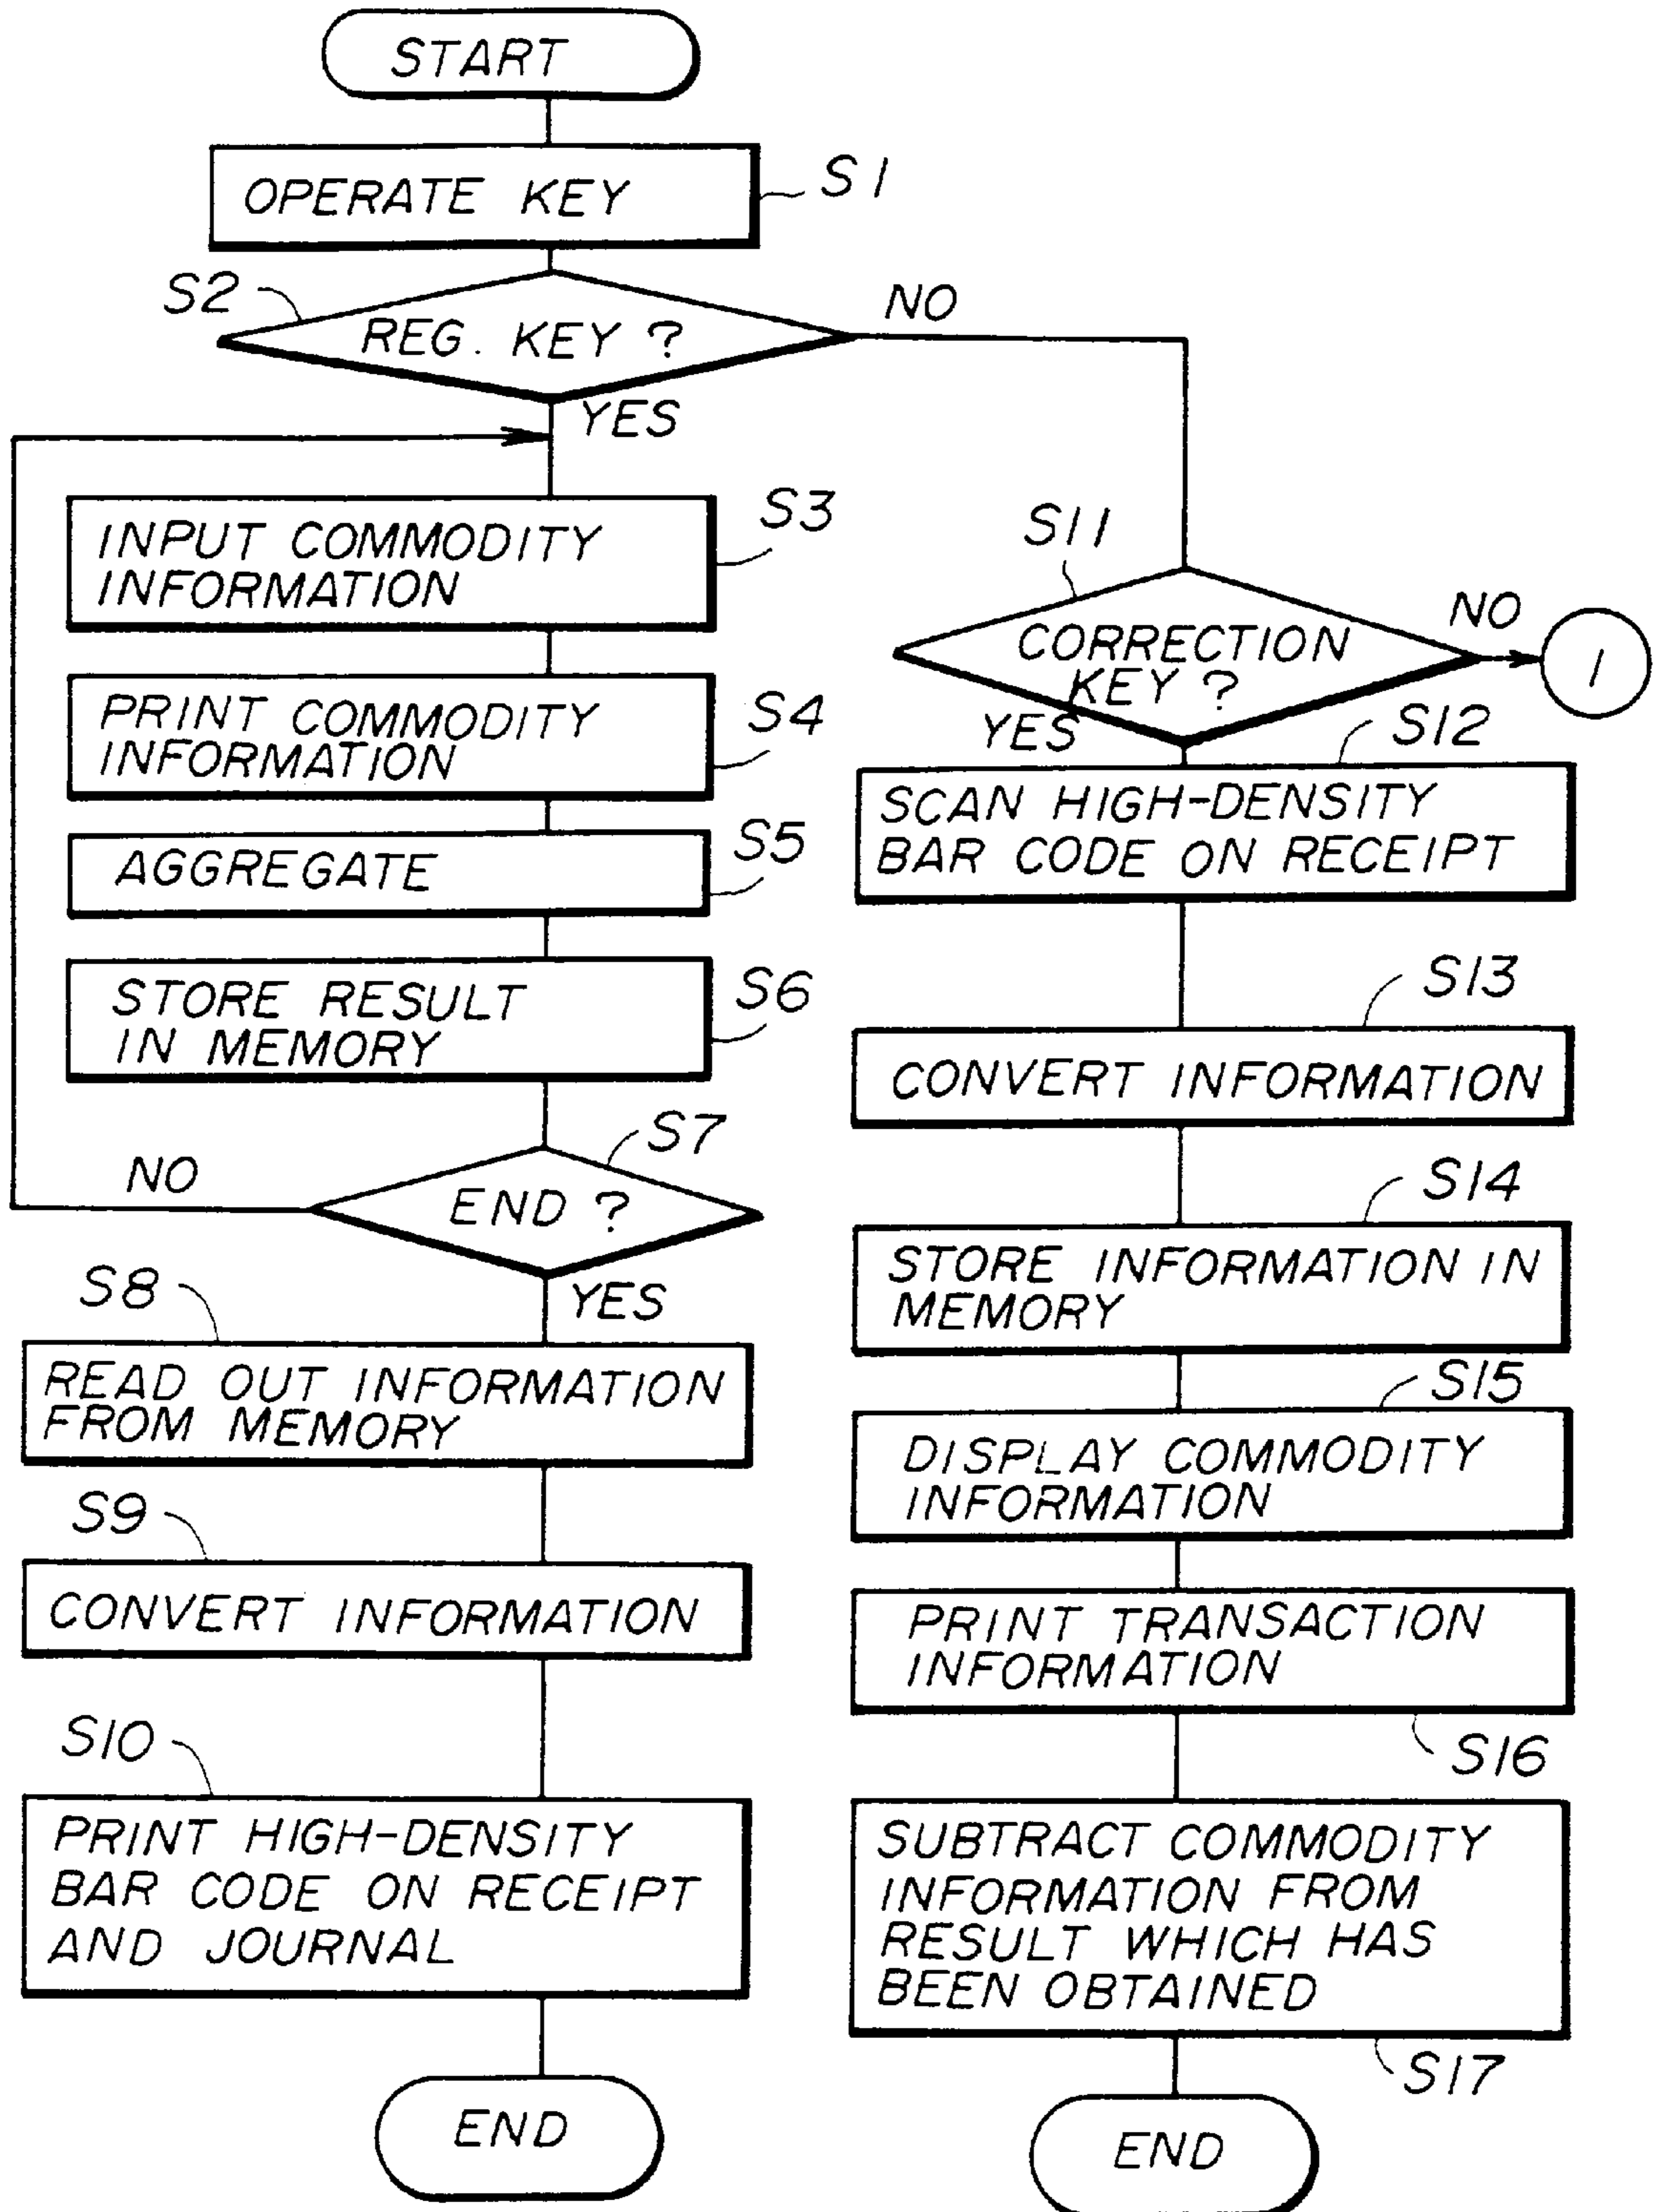 START
OPERATE KEY
S1
S2
REG. KEY ?
NO
YES
INPUT COMMODITY
INFORMATION
S3
PRINT COMMODITY
INFORMATION
S4
AGGREGATE
S5
STORE RESULT
IN MEMORY
S6
END ?
S7
NO
YES
S8
READ OUT INFORMATION
FROM MEMORY
S9
CONVERT INFORMATION
S10
PRINT HIGH-DENSITY
BAR CODE ON RECEIPT
AND JOURNAL
END
S11
CORRECTION
KEY ?
NO
1
YES
S12
SCAN HIGH-DENSITY
BAR CODE ON RECEIPT
S13
CONVERT INFORMATION
S14
STORE INFORMATION IN
MEMORY
S15
DISPLAY COMMODITY
INFORMATION
PRINT TRANSACTION
INFORMATION
S16
SUBTRACT COMMODITY
INFORMATION FROM
RESULT WHICH HAS
BEEN OBTAINED
S17
END